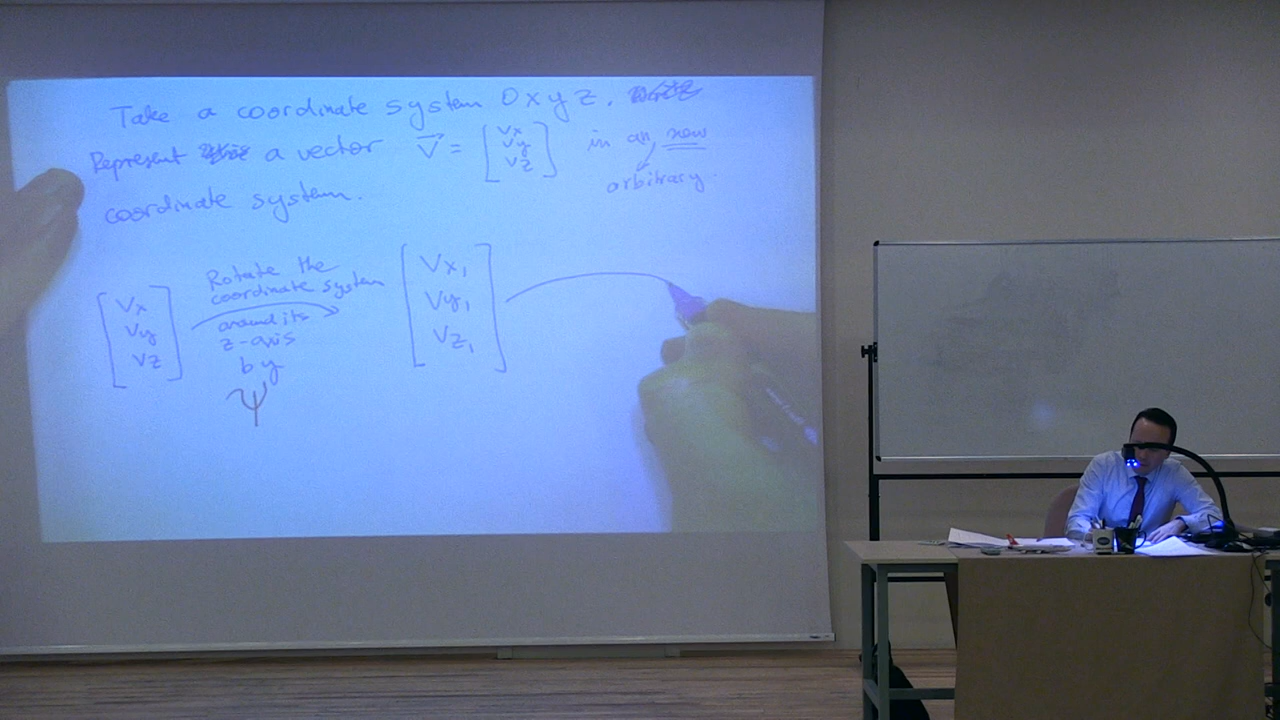 Take a coordinate system Oxyz.
Represent a vector V⃗ = [Vx Vy Vz] in an new
arbitrary.
coordinate system.
Rotate the
coordinate system
around its
z-axis
by
Ψ
[Vx Vy Vz]
[Vx₁ Vy₁ Vz₁]